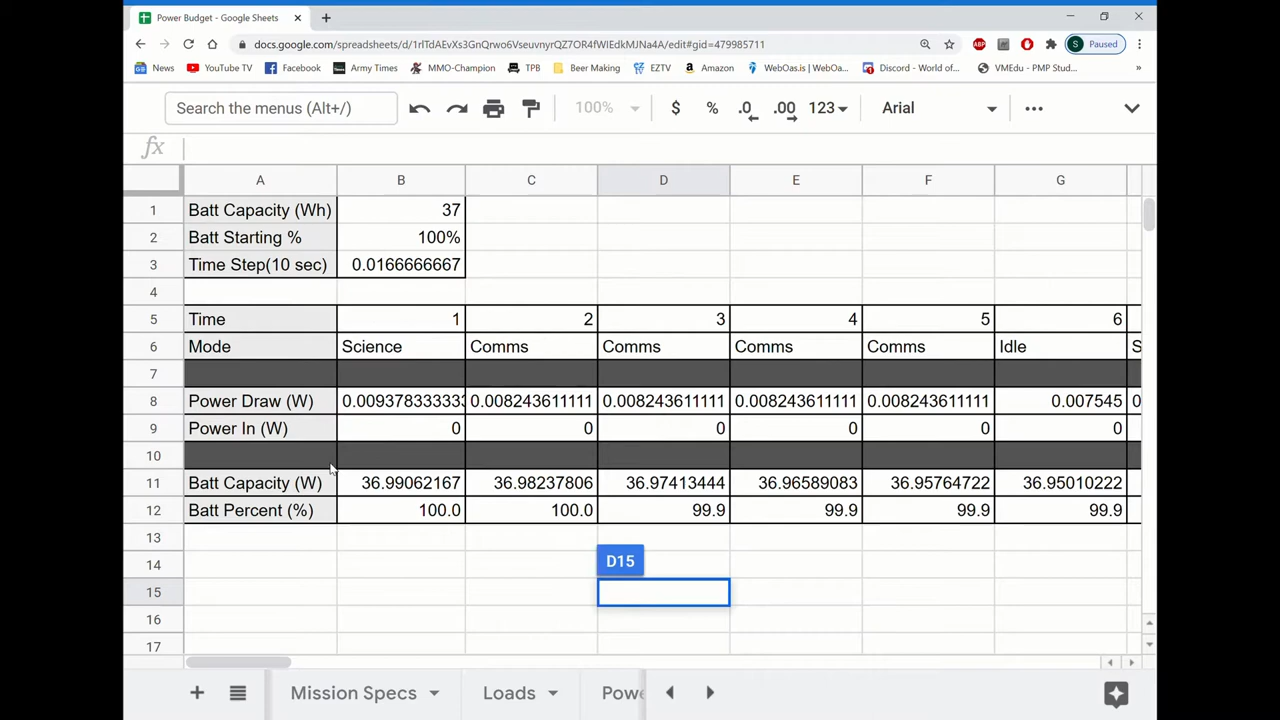 Power Budget - Google Sheets
docs.google.com/spreadsheets/d/1rlTdAEvXs3GnQrwo6VseuvnyrQZ7OR4fWIEdkMJNa4A/edit#gid=479985711
ABP
S Paused
News YouTube TV Facebook Army Times MMO-Champion TPB Beer Making EZTV Amazon WebOas.is | WebOa... Discord - World of... VMEdu - PMP Stud... »
Search the menus (Alt+/) 100% $ % .0 .00 123 Arial
fx
A B C D E F G
1 Batt Capacity (Wh) 37
2 Batt Starting % 100%
3 Time Step(10 sec) 0.0166666667
4
5 Time 1 2 3 4 5 6
6 Mode Science Comms Comms Comms Comms Idle S
7
8 Power Draw (W) 0.009378333333 0.008243611111 0.008243611111 0.008243611111 0.008243611111 0.007545 0
9 Power In (W) 0 0 0 0 0 0
10
11 Batt Capacity (W) 36.99062167 36.98237806 36.97413444 36.96589083 36.95764722 36.95010222
12 Batt Percent (%) 100.0 100.0 99.9 99.9 99.9 99.9
13
14 D15
15
16
17
+ Mission Specs Loads Powe